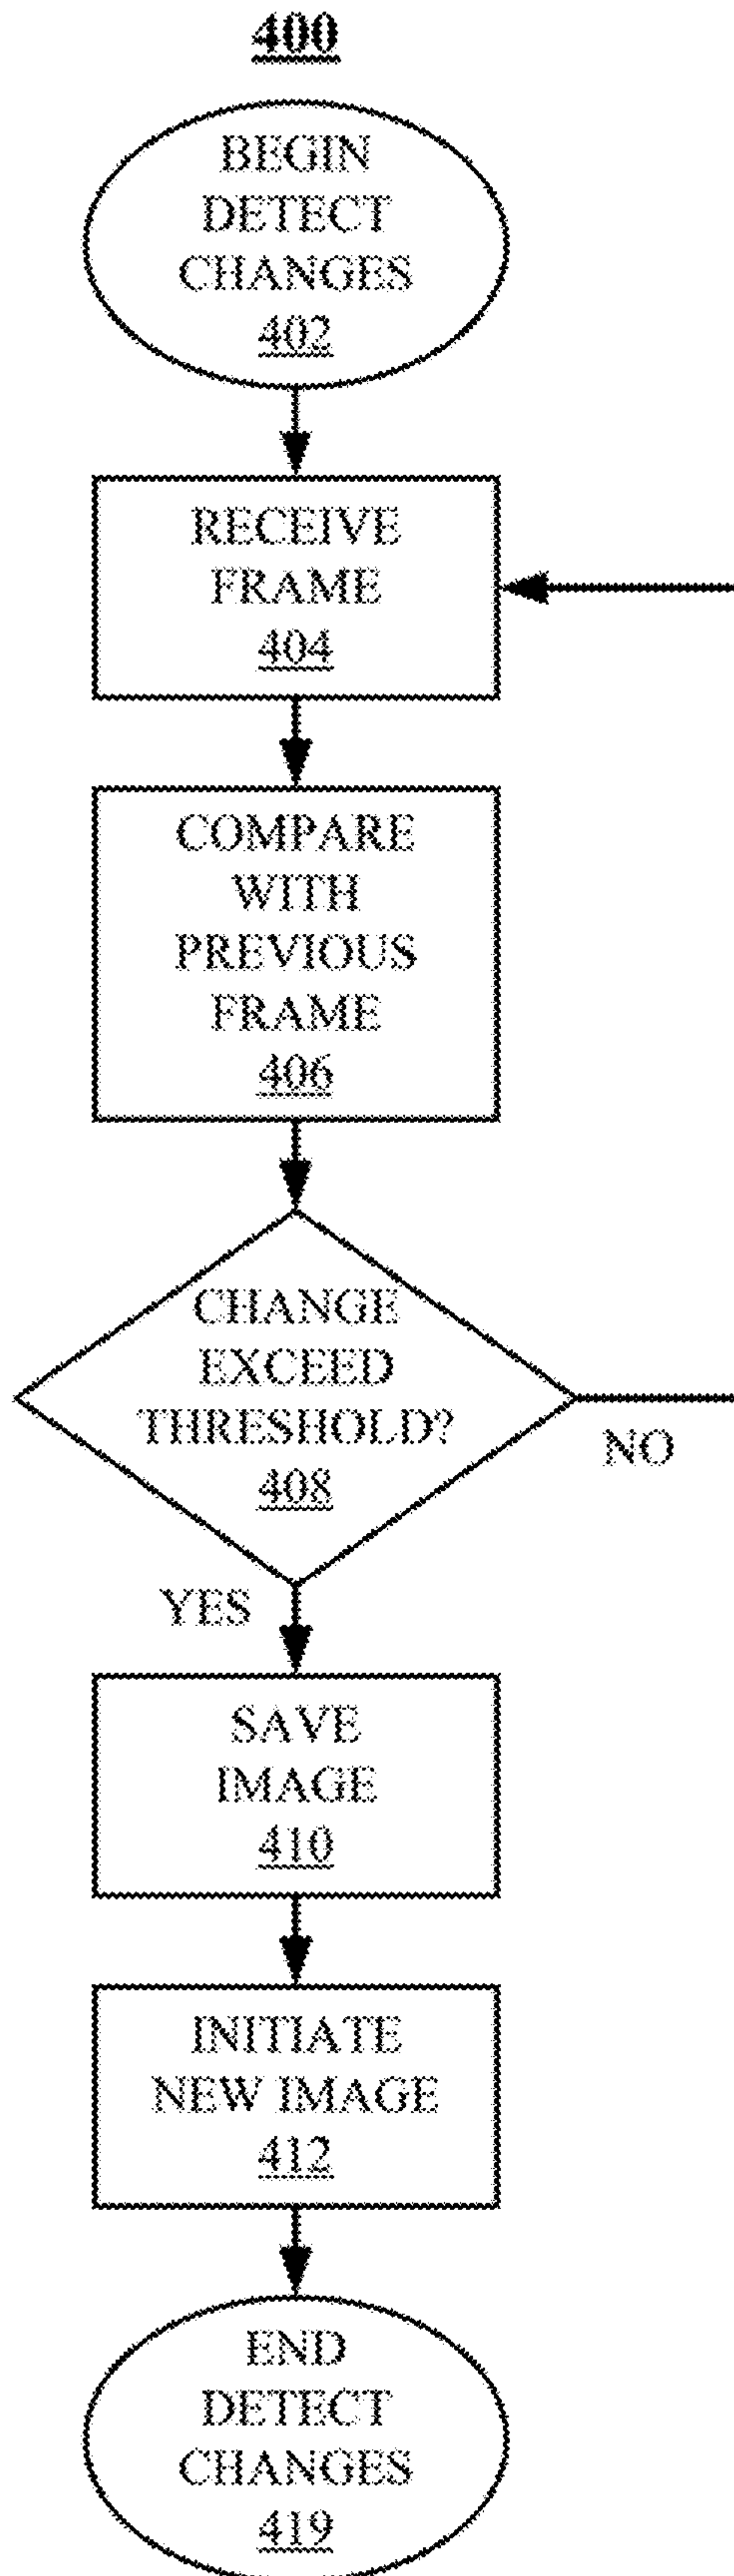 400
BEGIN
DETECT
CHANGES
402
RECEIVE
FRAME
404
COMPARE
WITH
PREVIOUS
FRAME
406
CHANGE
EXCEED
THRESHOLD?
408
NO
YES
SAVE
IMAGE
410
INITIATE
NEW IMAGE
412
END
DETECT
CHANGES
419